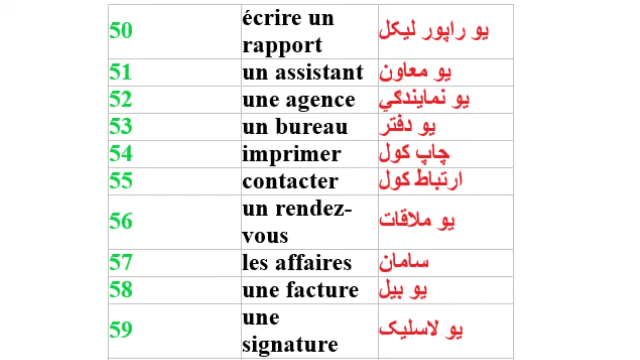 50 écrire un rapport یو راپور لیکل
51 un assistant یو معاون
52 une agence یو نمایندګي
53 un bureau یو دفتر
54 imprimer چاپ کول
55 contacter ارتباط کول
56 un rendez-vous یو ملاقات
57 les affaires سامان
58 une facture یو بیل
59 une signature یو لاسلیک